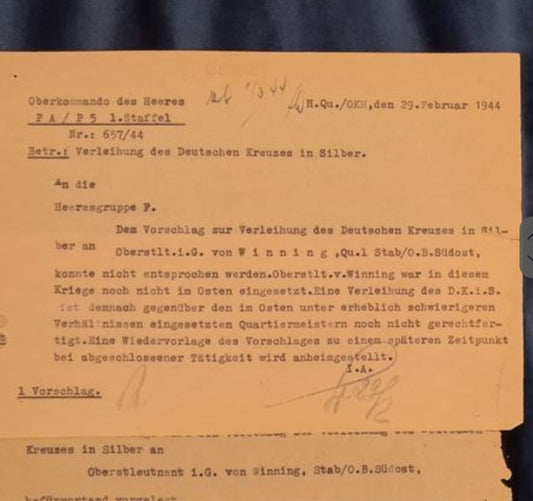 Oberkommando des Heeres
1/3 44
H.Qu./OKH,den 29.Februar 1944
P A / P 5 1.Staffel
Nr.: 657/44
Betr.: Verleihung des Deutschen Kreuzes in Silber.
An die
Heeresgruppe F.
Dem Vorschlag zur Verleihung des Deutschen Kreuzes in Sil-
ber an Oberstlt.i.G. von W i n n i n g ,Qu.1 Stab/O.B.Südost,
konnte nicht entsprochen werden.Oberstlt.v.Winning war in diesem
Kriege noch nicht im Osten eingesetzt.Eine Verleihung des D.K.i.S.
ist demnach gegenüber den im Osten unter erheblich schwierigeren
Verhältnissen eingesetzten Quartiermeistern noch nicht gerechtfer-
tigt.Eine Wiedervorlage des Vorschlages zu einem späteren Zeitpunkt
bei abgeschlossener Tätigkeit wird anheimgestellt.
I.A.
1 Vorschlag.
Kreuzes in Silber an
Oberstleutnant i.G. von Winning, Stab/O.B.Südost,
befürwortend vorgelegt